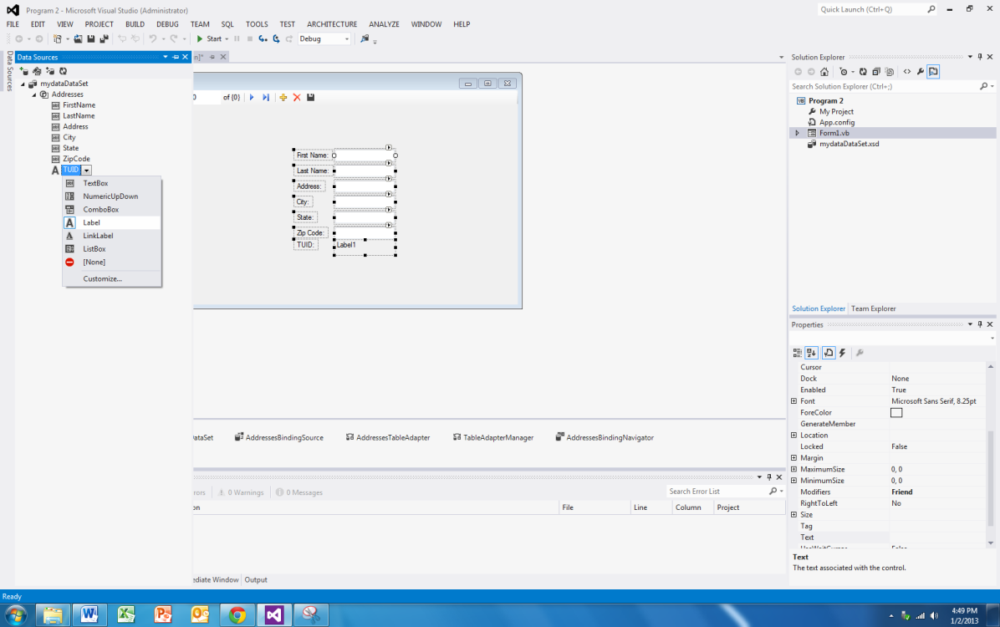 Program 2 - Microsoft Visual Studio (Administrator)
Quick Launch (Ctrl+Q)
FILE EDIT VIEW PROJECT BUILD DEBUG TEAM SQL TOOLS TEST ARCHITECTURE ANALYZE WINDOW HELP
Start Debug
Data Sources
Data Sources
n]*
mydataDataSet
Addresses
FirstName
LastName
Address
City
State
ZipCode
TUID
TextBox
NumericUpDown
ComboBox
Label
LinkLabel
ListBox
[None]
Customize...
0 of {0}
First Name:
Last Name:
Address:
City:
State:
Zip Code:
TUID: Label1
Solution Explorer
Search Solution Explorer (Ctrl+;)
Program 2
My Project
App.config
Form1.vb
mydataDataSet.xsd
Solution Explorer Team Explorer
Properties
Cursor
Dock None
Enabled True
Font Microsoft Sans Serif, 8.25pt
ForeColor
GenerateMember
Location
Locked False
Margin
MaximumSize 0, 0
MinimumSize 0, 0
Modifiers Friend
RightToLeft No
Size
Tag
Text
Text
The text associated with the control.
ataSet AddressesBindingSource AddressesTableAdapter TableAdapterManager AddressesBindingNavigator
rors 0 Warnings 0 Messages
Search Error List
on File Line Column Project
ediate Window Output
Ready
4:49 PM
1/2/2013